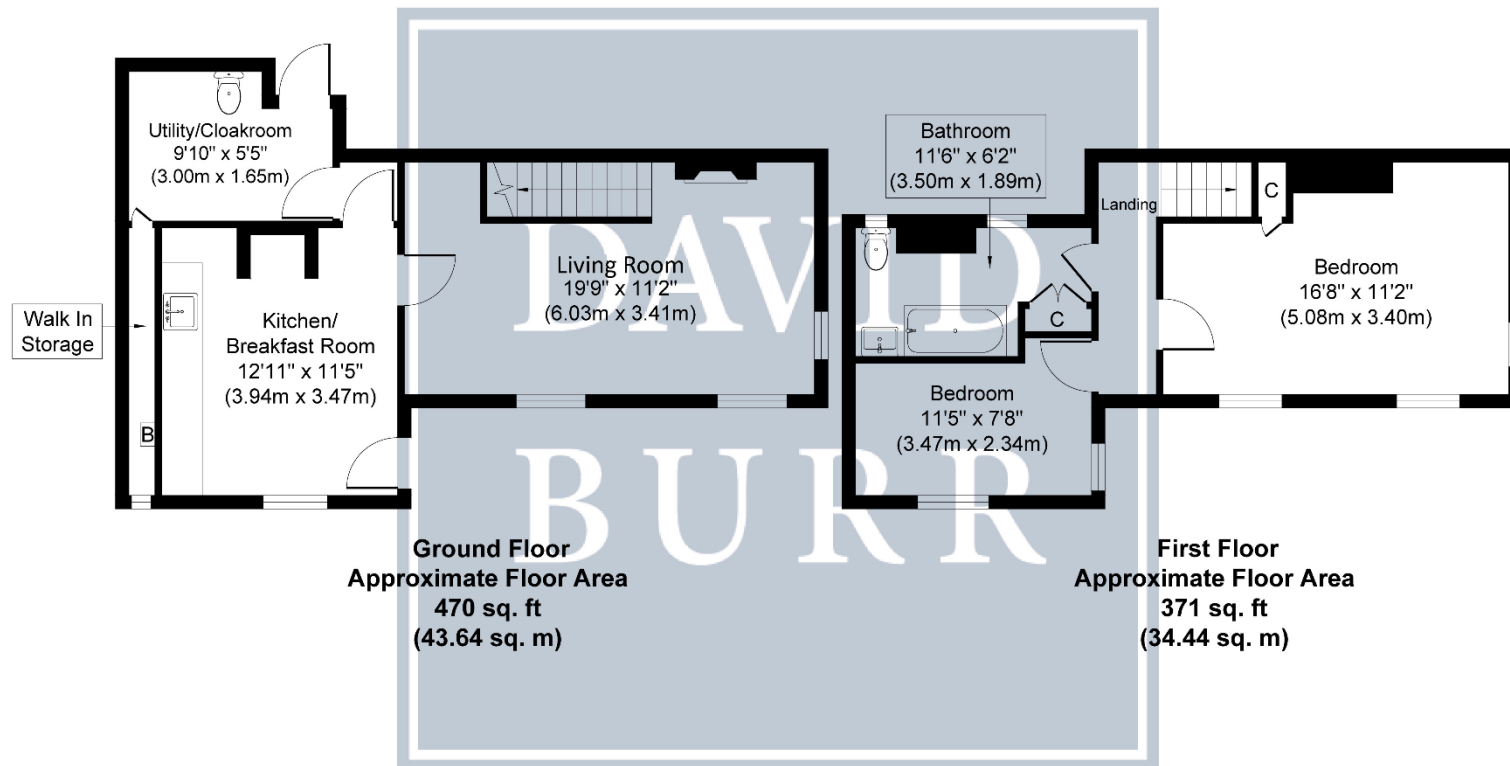 Utility/Cloakroom
9'10" x 5'5"
(3.00m x 1.65m)
Walk In
Storage
B
Kitchen/
Breakfast Room
12'11" x 11'5"
(3.94m x 3.47m)
Living Room
19'9" x 11'2"
(6.03m x 3.41m)
Bathroom
11'6" x 6'2"
(3.50m x 1.89m)
Landing
C
C
Bedroom
16'8" x 11'2"
(5.08m x 3.40m)
Bedroom
11'5" x 7'8"
(3.47m x 2.34m)
DAVID
BURR
Ground Floor
Approximate Floor Area
470 sq. ft
(43.64 sq. m)
First Floor
Approximate Floor Area
371 sq. ft
(34.44 sq. m)